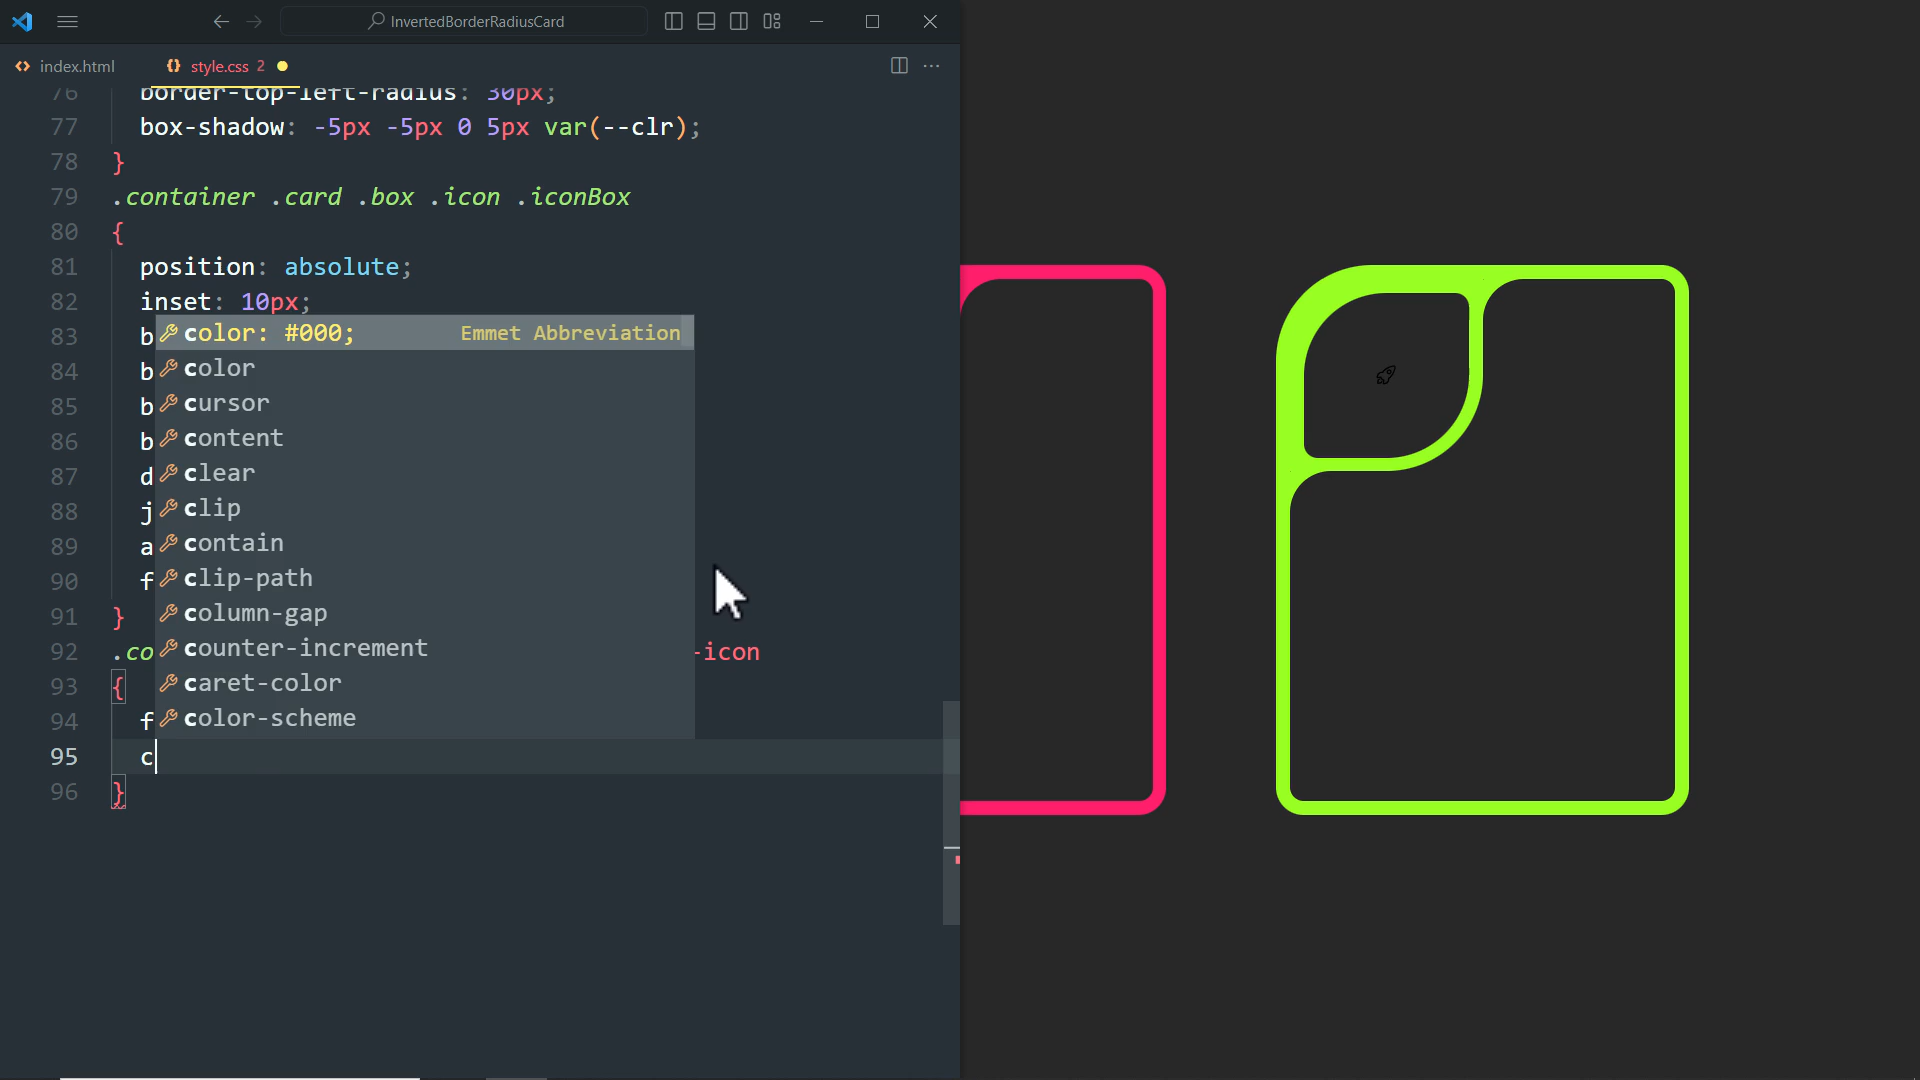 InvertedBorderRadiusCard
index.html
style.css 2
76 border-top-left-radius: 30px;
77 box-shadow: -5px -5px 0 5px var(--clr);
78 }
79 .container .card .box .icon .iconBox
80 {
81 position: absolute;
82 inset: 10px;
83 b
84 b
85 b
86 b
87 d
88 j
89 a
90 f
91 }
92 .co -icon
93 {
94 f
95 c
96 }
color: #000; Emmet Abbreviation
color
cursor
content
clear
clip
contain
clip-path
column-gap
counter-increment
caret-color
color-scheme